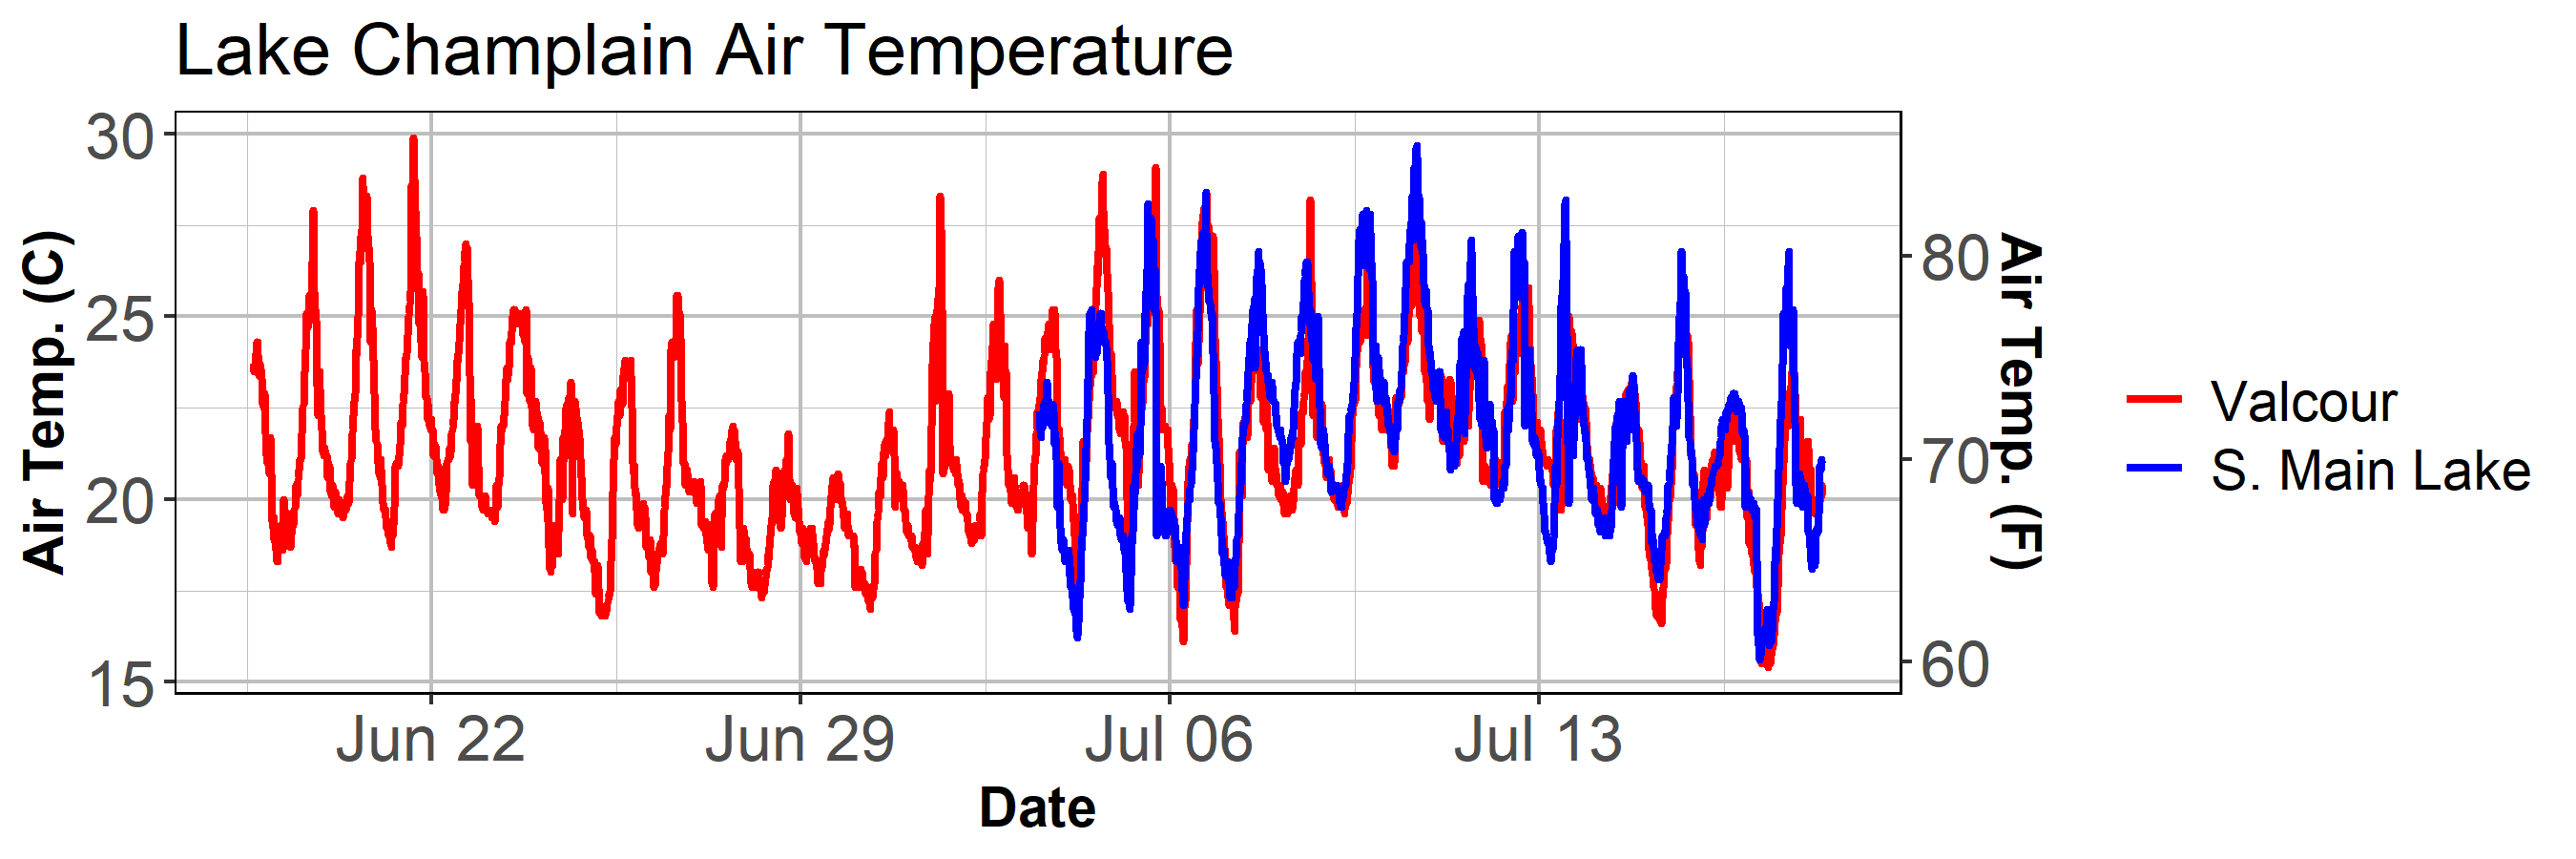 Lake Champlain Air Temperature
Air Temp. (C)
30
25
20
15
Jun 22
Jun 29
Jul 06
Jul 13
Date
80
70
60
Air Temp. (F)
Valcour
S. Main Lake